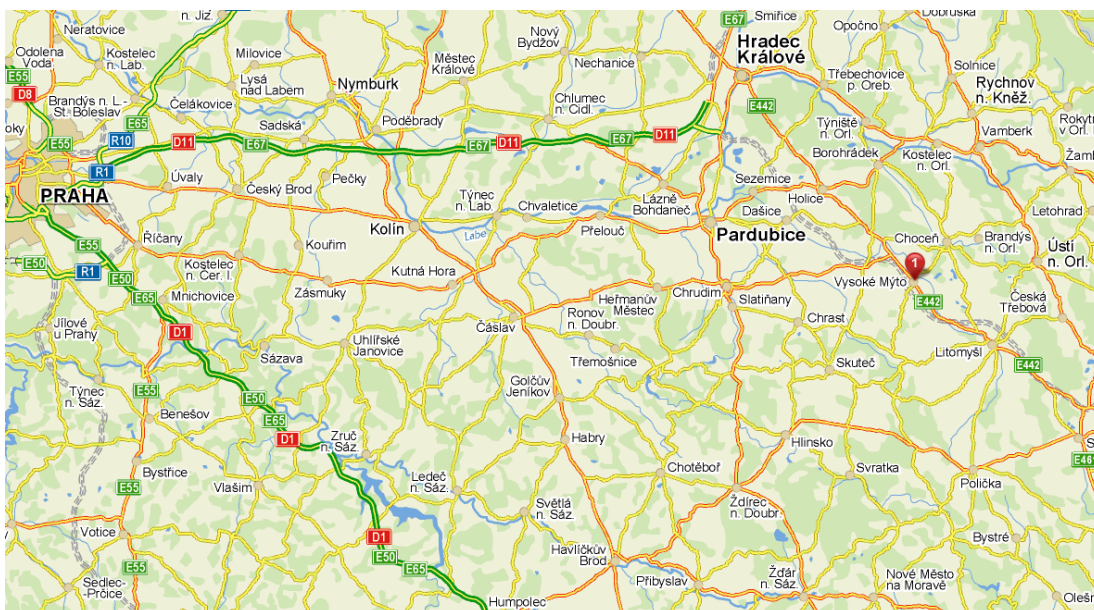 n. Jiz.
E67
Smiřice
Opočno
Dobruška
Neratovice
Odolena
Voda
Kostelec
n. Lab.
Milovice
Nový
Bydžov
Hradec
Králové
Solnice
E55
D8
Lysá
nad Labem
Nymburk
Městec
Králové
Nechanice
Třebechovice
p. Oreb.
Rychnov
n. Kněž.
Brandýs n. L.-
St. Boleslav
Čelákovice
Chlumec
n. Cidl.
E442
Týniště
n. Orl.
Rokytn
v Orl.
oky
E65
Sadská
Poděbrady
Vamberk
E55
R10
D11
E67
E67
D11
E67
D11
Borohrádek
Kostelec
n. Orl.
Žam
R1
Úvaly
Český Brod
Pečky
Sezemice
PRAHA
Týnec
n. Lab.
Chvaletice
Lázně
Bohdaneč
Holice
Letohrad
Labe
Přelouč
Dašice
Kolín
Pardubice
Choceň
Brandýs
n. Orl.
Ústí
n. Orl.
E55
Říčany
Kouřim
E50
R1
E50
Kostelec
n. Čer. l.
Kutná Hora
1
Vysoké Mýto
E65
Mnichovice
Zásmuky
Heřmanův
Městec
Chrudim
Slatiňany
E442
Česká
Třebová
Jílové
u Prahy
D1
Čáslav
Ronov
n. Doubr.
Chrast
Uhlířské
Janovice
Litomyšl
Sázava
Třemošnice
Skuteč
E442
Týnec
n. Sáz.
E55
E50
Golčův
Jeníkov
Benešov
E65
D1
Zruč
n. Sáz.
Habry
Hlinsko
Bystřice
Chotěboř
Svratka
E461
E55
Vlašim
Ledeč
n. Sáz.
Polička
Světlá
n. Sáz.
Ždírec
n. Doubr.
Votice
D1
Bystré
E50
Havlíčkův
Brod
E55
E65
Sedlec-
Prčice
Přibyslav
Žďár
n. Sáz.
Nové Město
na Moravě
Humpolec